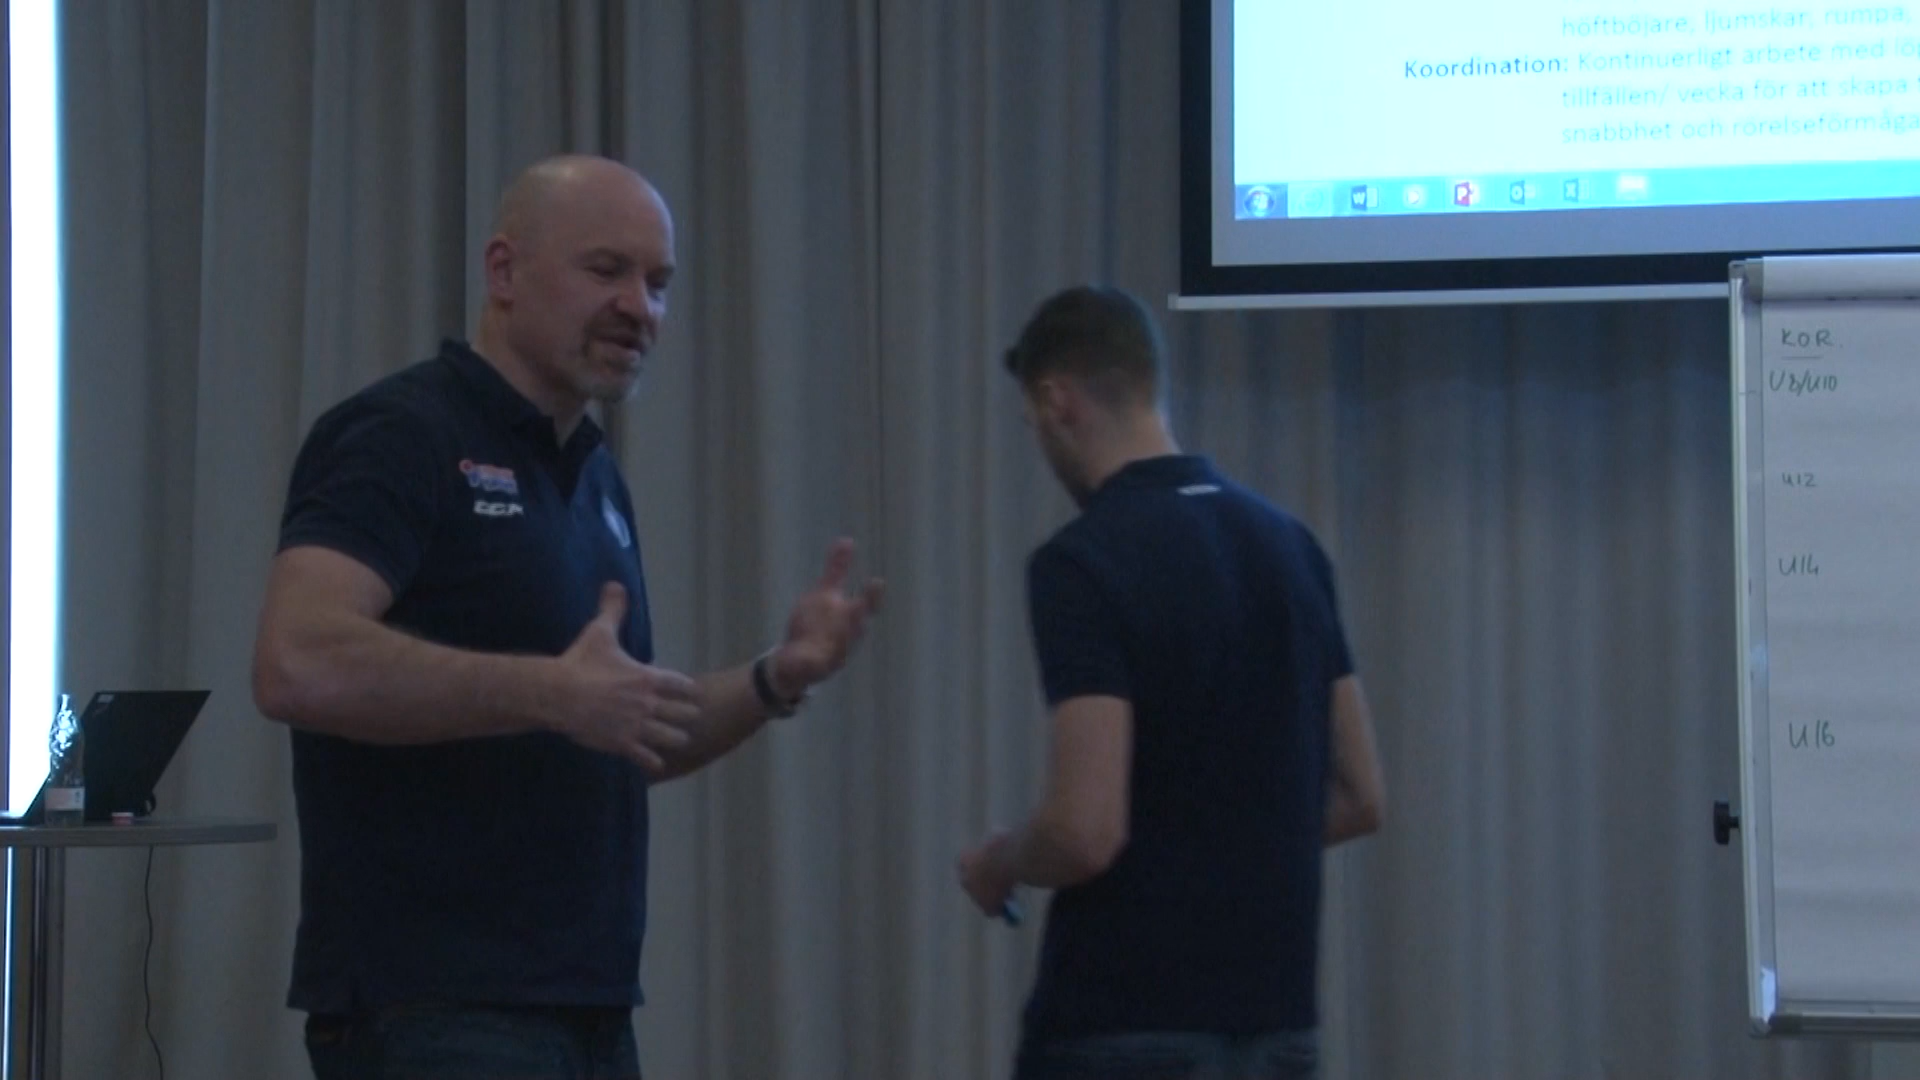 höftböjare, ljumskar, rumpa,
Koordination: Kontinuerligt arbete med
tillfällen/ vecka för att skapa
snabbhet och rörelseförmåga
KOR.
U8/U10
U12
U14
U16
CCM